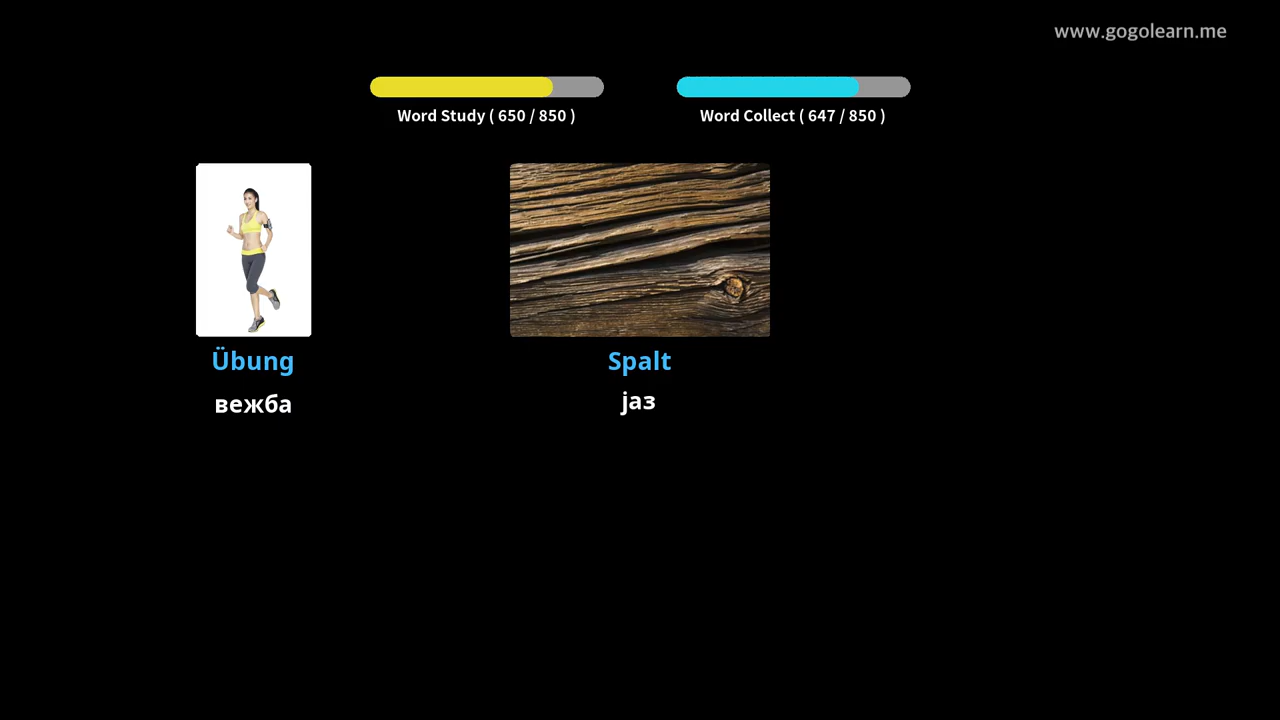 www.gogolearn.me
Word Study ( 650 / 850 )
Word Collect ( 647 / 850 )
Übung
вежба
Spalt
јаз